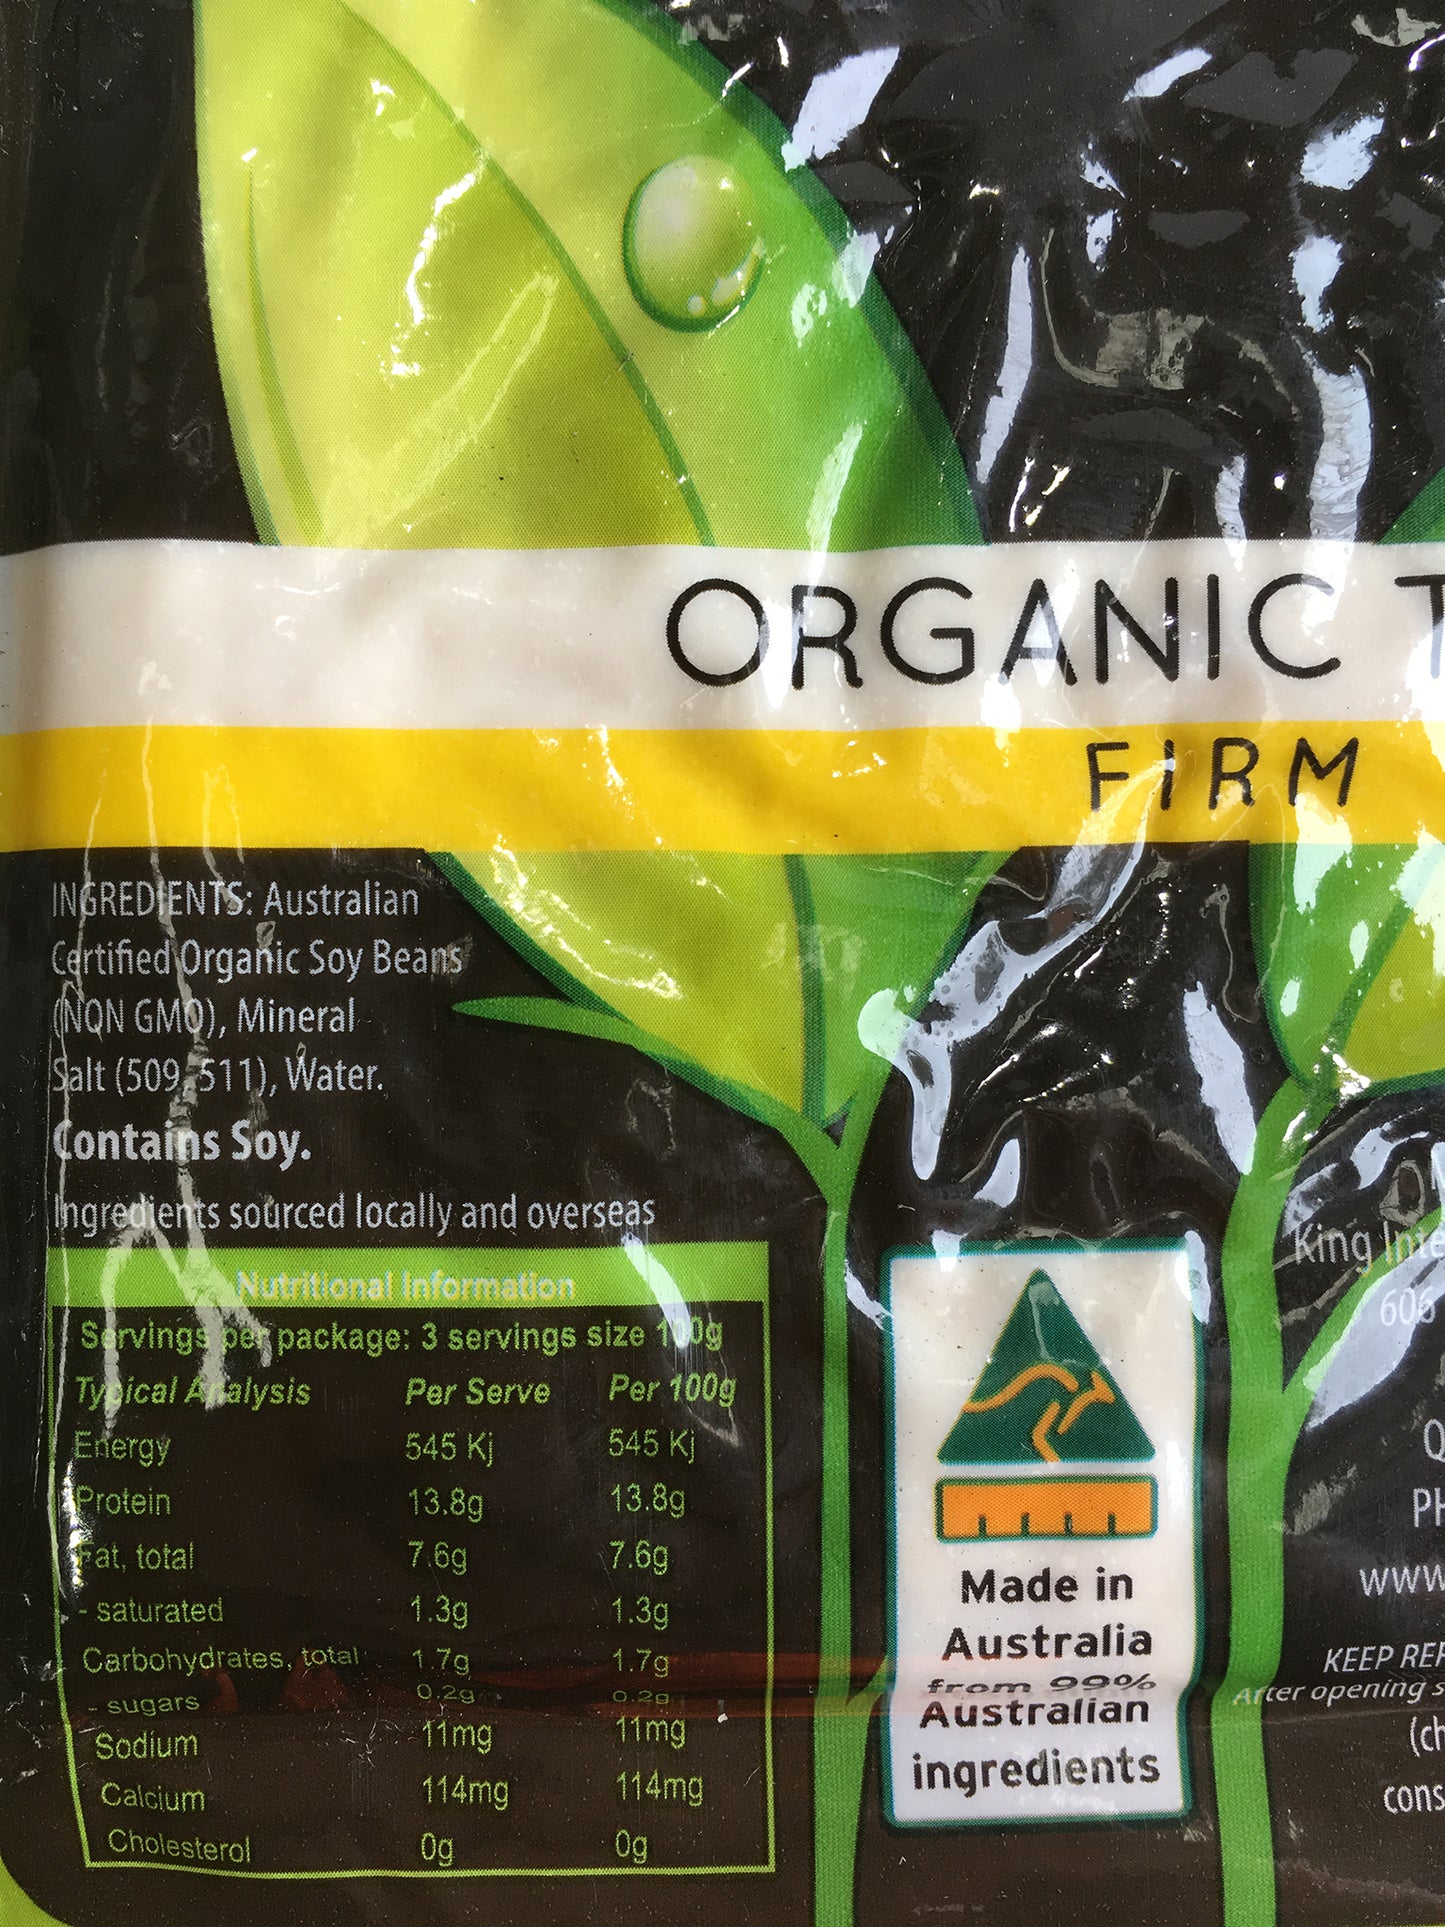 ORGANIC
FIRM
INGREDIENTS: Australian
Certified Organic Soy Beans
(NON GMO), Mineral
Salt (509, 511), Water.
Contains Soy.
Ingredients sourced locally and overseas
Nutritional Information
Servings per package: 3 servings size 100g
Typical Analysis Per Serve Per 100g
Energy 545 Kj 545 Kj
Protein 13.8g 13.8g
Fat, total 7.6g 7.6g
- saturated 1.3g 1.3g
Carbohydrates, total 1.7g 1.7g
- sugars 0.2g 0.2g
Sodium 11mg 11mg
Calcium 114mg 114mg
Cholesterol 0g 0g
Made in
Australia
from 99%
Australian
ingredients
King
606
www
KEEP
After opening